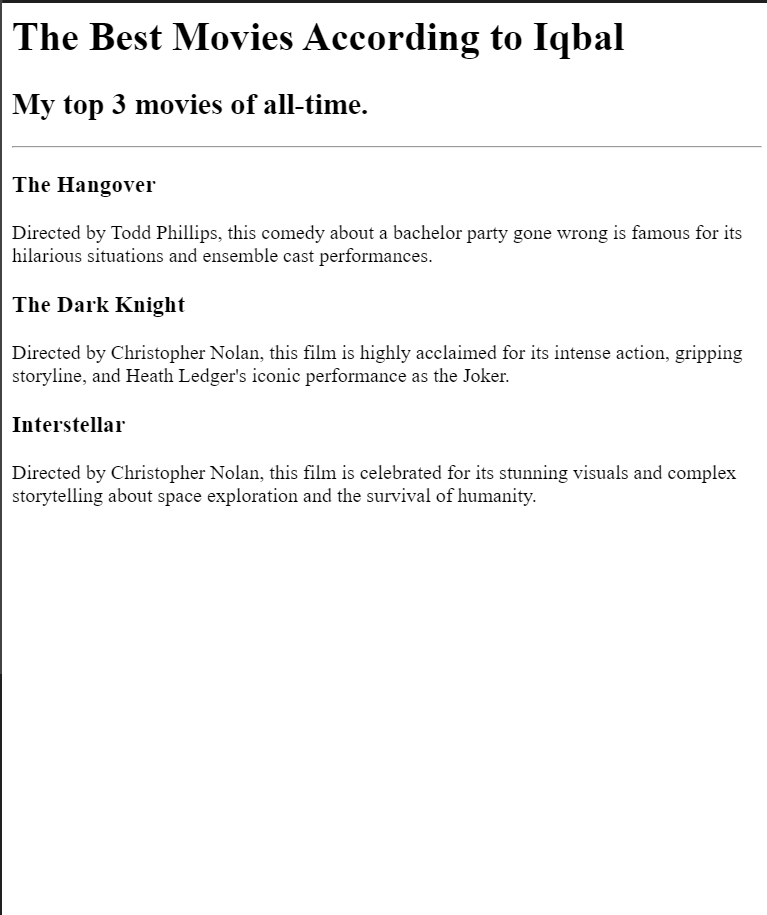 The Best Movies According to Iqbal
My top 3 movies of all-time.
The Hangover
Directed by Todd Phillips, this comedy about a bachelor party gone wrong is famous for its
hilarious situations and ensemble cast performances.
The Dark Knight
Directed by Christopher Nolan, this film is highly acclaimed for its intense action, gripping
storyline, and Heath Ledger's iconic performance as the Joker.
Interstellar
Directed by Christopher Nolan, this film is celebrated for its stunning visuals and complex
storytelling about space exploration and the survival of humanity.